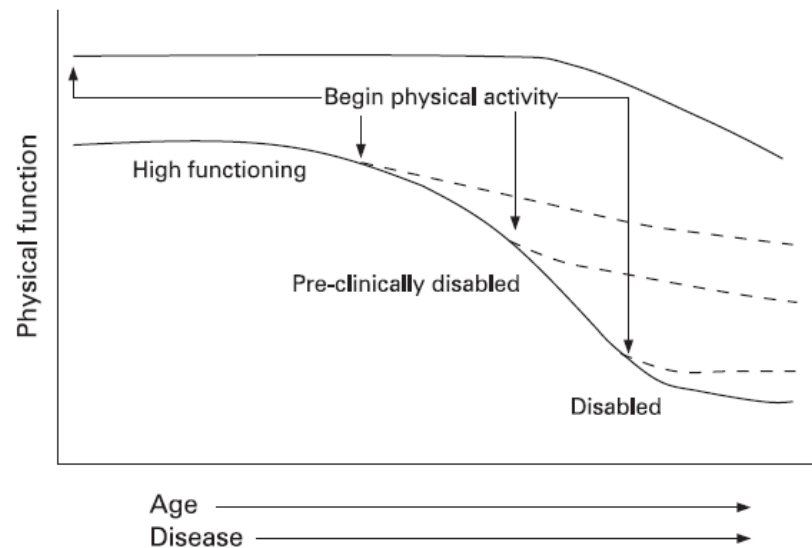 Begin physical activity
High functioning
Physical function
Pre-clinically disabled
Disabled
Age
Disease